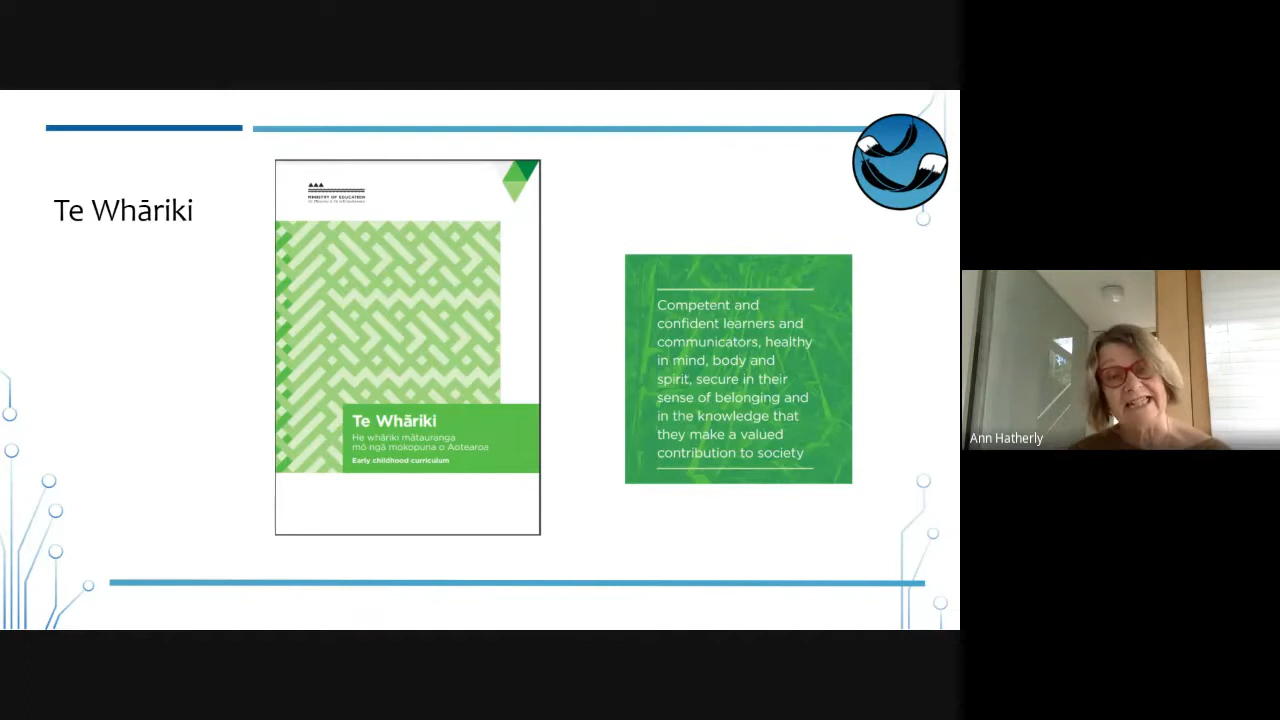 Te Whāriki
MINISTRY OF EDUCATION
Te Whāriki
He whāriki mātauranga
mō ngā mokopuna o Aotearoa
Early childhood curriculum
Competent and
confident learners and
communicators, healthy
in mind, body and
spirit, secure in their
sense of belonging and
in the knowledge that
they make a valued
contribution to society
Ann Hatherly